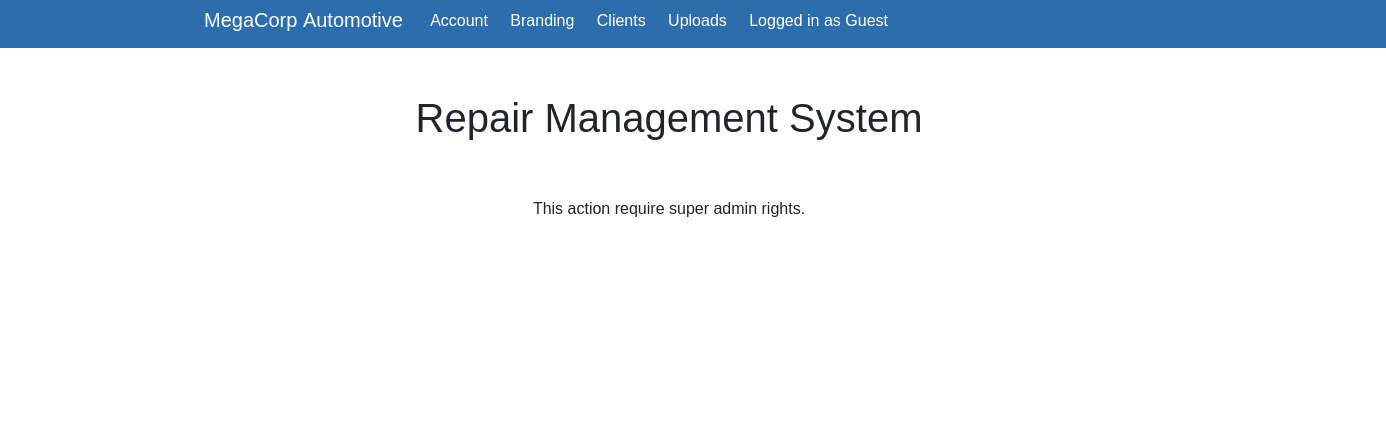 MegaCorp Automotive Account Branding Clients Uploads Logged in as Guest
Repair Management System
This action require super admin rights.